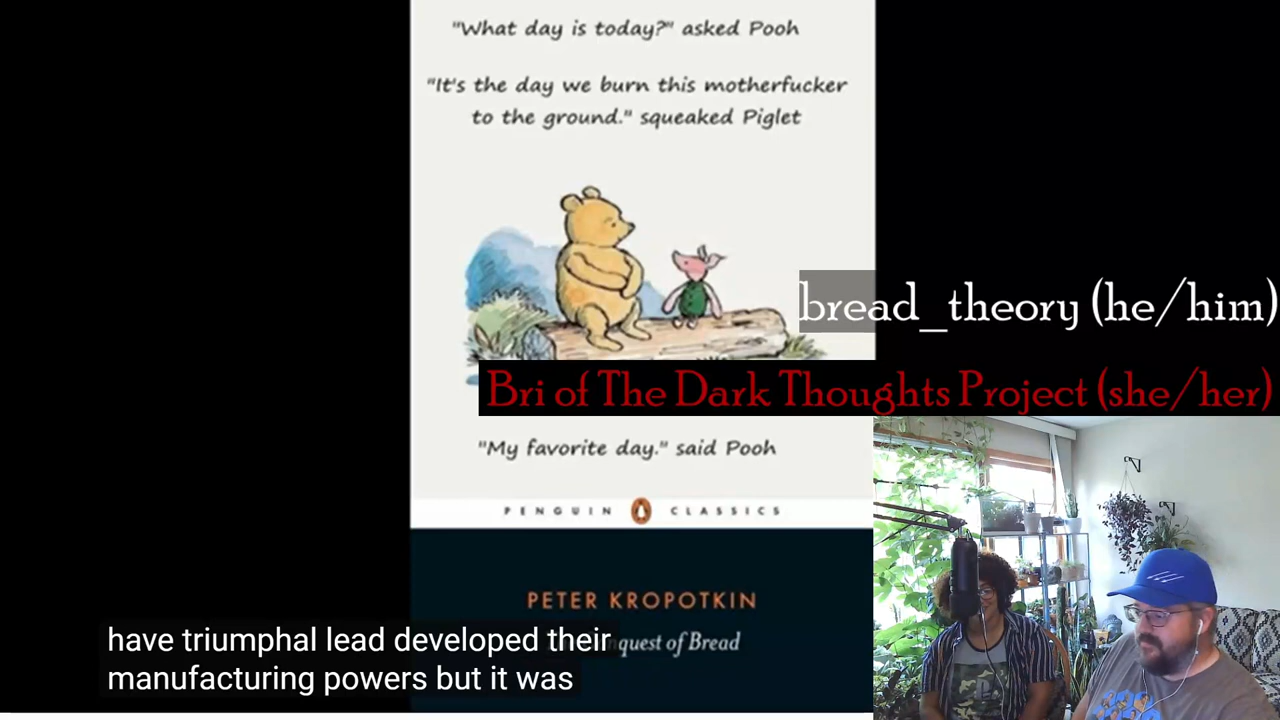 "What day is today?" asked Pooh
"It's the day we burn this motherfucker
to the ground." squeaked Piglet
bread_theory (he/him)
Bri of The Dark Thoughts Project (she/her)
"My favorite day." said Pooh
PENGUIN CLASSICS
PETER KROPOTKIN
quest of Bread
have triumphal lead developed their
manufacturing powers but it was